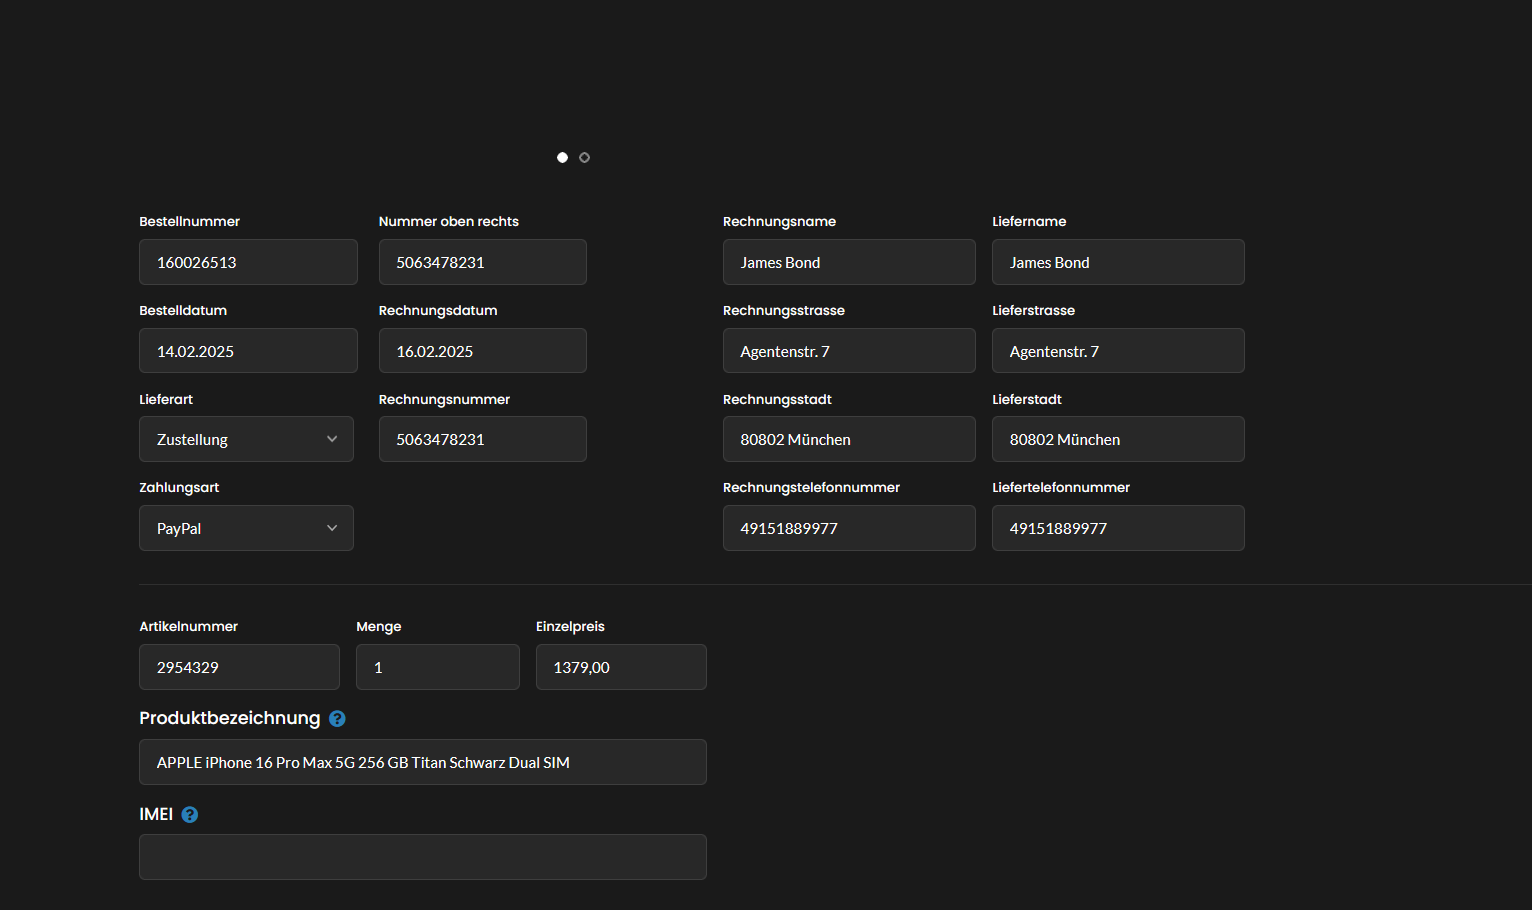 Bestellnummer
Nummer oben rechts
160026513
5063478231
Bestelldatum
Rechnungsdatum
14.02.2025
16.02.2025
Lieferart
Rechnungsnummer
Zustellung
5063478231
Zahlungsart
PayPal
Rechnungsname
Liefername
James Bond
James Bond
Rechnungsstrasse
Lieferstrasse
Agentenstr. 7
Agentenstr. 7
Rechnungsstadt
Lieferstadt
80802 München
80802 München
Rechnungstelefonnummer
Liefertelefonnummer
49151889977
49151889977
Artikelnummer
Menge
Einzelpreis
2954329
1
1379,00
Produktbezeichnung ?
APPLE iPhone 16 Pro Max 5G 256 GB Titan Schwarz Dual SIM
IMEI ?